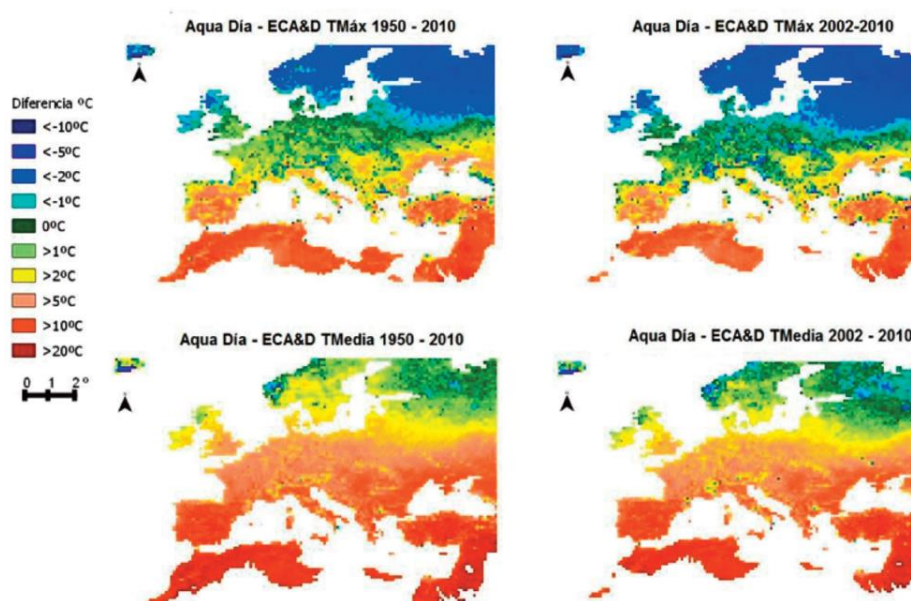 Aqua Día - ECA&D TMáx 1950 - 2010
Aqua Día - ECA&D TMáx 2002-2010
Diferencia ºC
<-10ºC
<-5ºC
<-2ºC
<-1ºC
0ºC
>1ºC
>2ºC
>5ºC
>10ºC
>20ºC
0 1 2 º
Aqua Día - ECA&D TMedia 1950 - 2010
Aqua Día - ECA&D TMedia 2002 - 2010